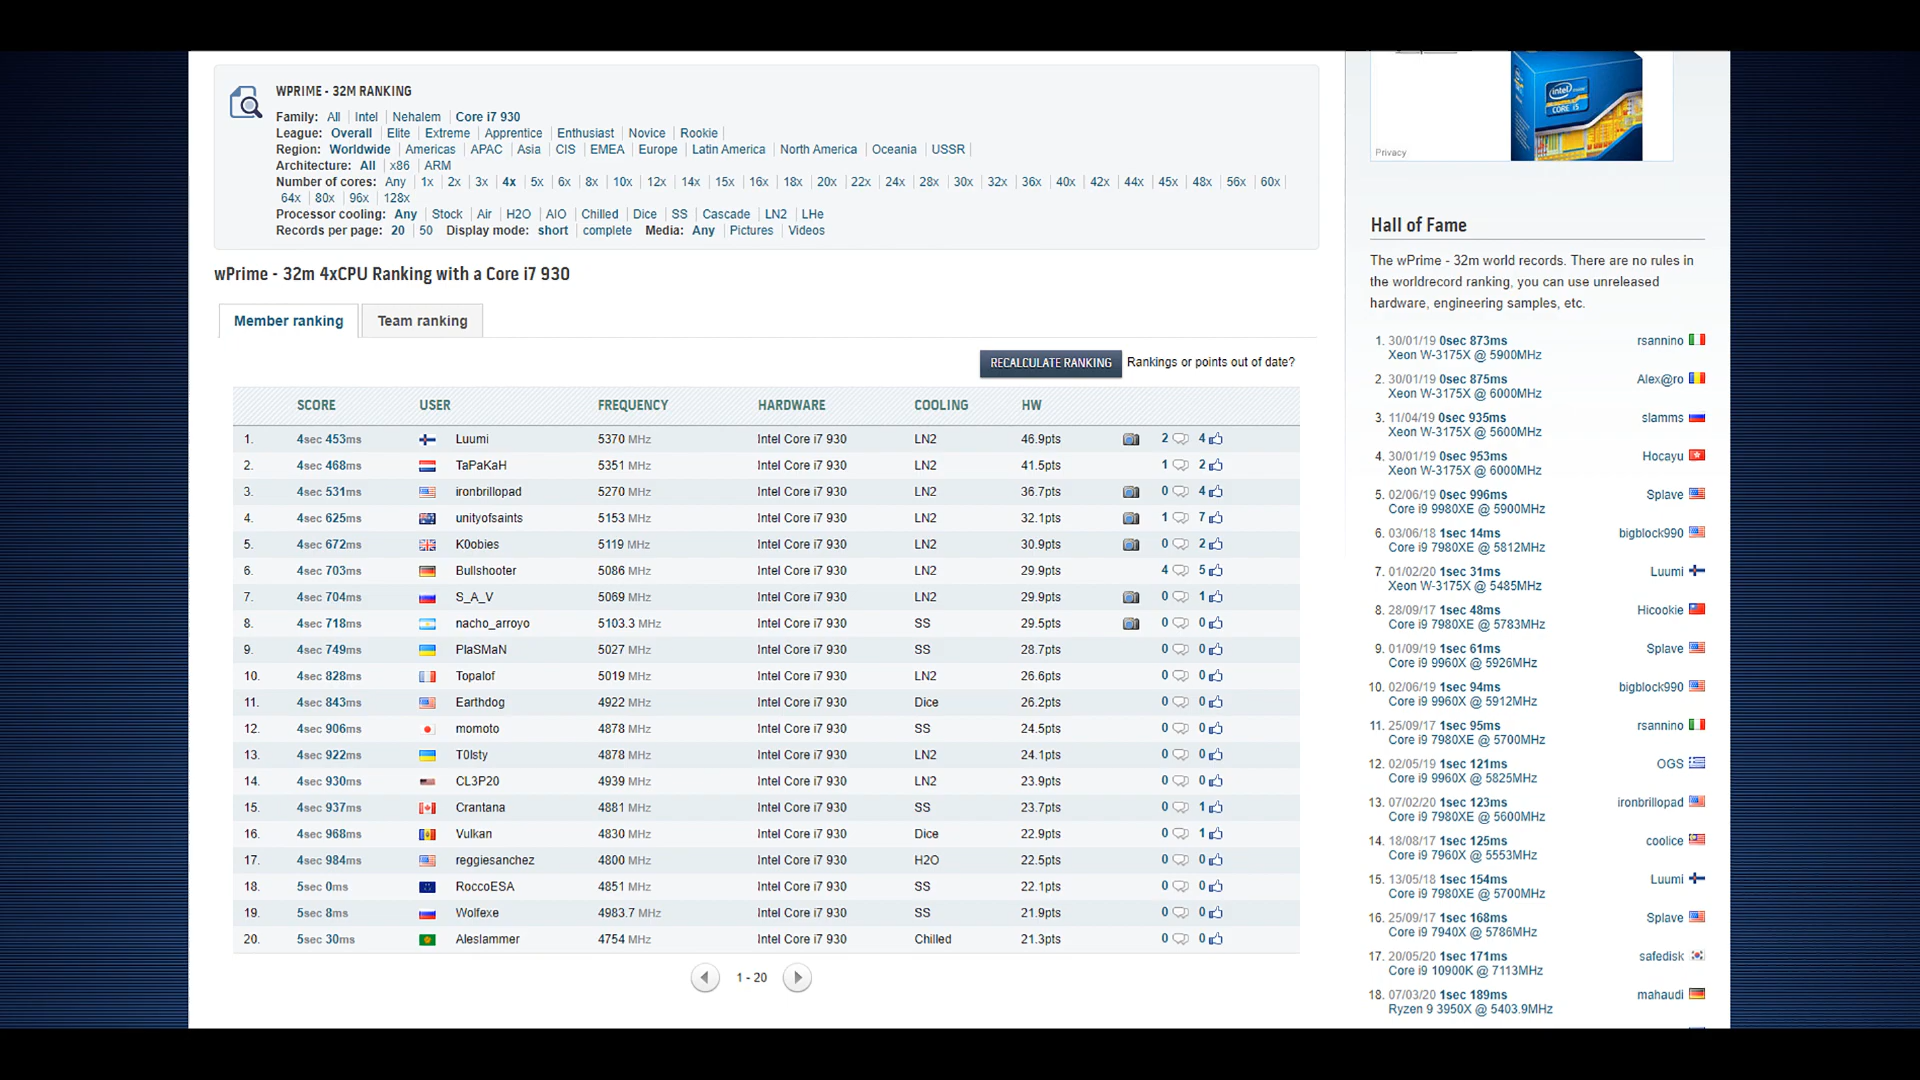 WPRIME - 32M RANKING
Family: All | Intel | Nehalem | Core i7 930
League: Overall | Elite | Extreme | Apprentice | Enthusiast | Novice | Rookie |
Region: Worldwide | Americas | APAC | Asia | CIS | EMEA | Europe | Latin America | North America | Oceania | USSR |
Architecture: All | x86 | ARM
Number of cores: Any | 1x | 2x | 3x | 4x | 5x | 6x | 8x | 10x | 12x | 14x | 15x | 16x | 18x | 20x | 22x | 24x | 28x | 30x | 32x | 36x | 40x | 42x | 44x | 45x | 48x | 56x | 60x |
64x | 80x | 96x | 128x
Processor cooling: Any | Stock | Air | H2O | AIO | Chilled | Dice | SS | Cascade | LN2 | LHe
Records per page: 20 | 50 Display mode: short | complete Media: Any | Pictures | Videos
wPrime - 32m 4xCPU Ranking with a Core i7 930
Member ranking Team ranking
RECALCULATE RANKING Rankings or points out of date?
SCORE USER FREQUENCY HARDWARE COOLING HW
1. 4sec 453ms Luumi 5370 MHz Intel Core i7 930 LN2 46.9pts 2 4
2. 4sec 468ms TaPaKaH 5351 MHz Intel Core i7 930 LN2 41.5pts 1 2
3. 4sec 531ms ironbrillopad 5270 MHz Intel Core i7 930 LN2 36.7pts 0 4
4. 4sec 625ms unityofsaints 5153 MHz Intel Core i7 930 LN2 32.1pts 1 7
5. 4sec 672ms K0obies 5119 MHz Intel Core i7 930 LN2 30.9pts 0 2
6. 4sec 703ms Bullshooter 5086 MHz Intel Core i7 930 LN2 29.9pts 4 5
7. 4sec 704ms S_A_V 5069 MHz Intel Core i7 930 LN2 29.9pts 0 1
8. 4sec 718ms nacho_arroyo 5103.3 MHz Intel Core i7 930 SS 29.5pts 0 0
9. 4sec 749ms PlaSMaN 5027 MHz Intel Core i7 930 SS 28.7pts 0 0
10. 4sec 828ms Topalof 5019 MHz Intel Core i7 930 LN2 26.6pts 0 0
11. 4sec 843ms Earthdog 4922 MHz Intel Core i7 930 Dice 26.2pts 0 0
12. 4sec 906ms momoto 4878 MHz Intel Core i7 930 SS 24.5pts 0 0
13. 4sec 922ms T0lsty 4878 MHz Intel Core i7 930 LN2 24.1pts 0 0
14. 4sec 930ms CL3P20 4939 MHz Intel Core i7 930 LN2 23.9pts 0 0
15. 4sec 937ms Crantana 4881 MHz Intel Core i7 930 SS 23.7pts 0 1
16. 4sec 968ms Vulkan 4830 MHz Intel Core i7 930 Dice 22.9pts 0 1
17. 4sec 984ms reggiesanchez 4800 MHz Intel Core i7 930 H2O 22.5pts 0 0
18. 5sec 0ms RoccoESA 4851 MHz Intel Core i7 930 SS 22.1pts 0 0
19. 5sec 8ms Wolfexe 4983.7 MHz Intel Core i7 930 SS 21.9pts 0 0
20. 5sec 30ms Aleslammer 4754 MHz Intel Core i7 930 Chilled 21.3pts 0 0
1 - 20
intel
CORE i5
Privacy
Hall of Fame
The wPrime - 32m world records. There are no rules in
the worldrecord ranking, you can use unreleased
hardware, engineering samples, etc.
1. 30/01/19 0sec 873ms rsannino
Xeon W-3175X @ 5900MHz
2. 30/01/19 0sec 875ms Alex@ro
Xeon W-3175X @ 6000MHz
3. 11/04/19 0sec 935ms slamms
Xeon W-3175X @ 5600MHz
4. 30/01/19 0sec 953ms Hocayu
Xeon W-3175X @ 6000MHz
5. 02/06/19 0sec 996ms Splave
Core i9 9980XE @ 5900MHz
6. 03/06/18 1sec 14ms bigblock990
Core i9 7980XE @ 5812MHz
7. 01/02/20 1sec 31ms Luumi
Xeon W-3175X @ 5485MHz
8. 28/09/17 1sec 48ms Hicookie
Core i9 7980XE @ 5783MHz
9. 01/09/19 1sec 61ms Splave
Core i9 9960X @ 5926MHz
10. 02/06/19 1sec 94ms bigblock990
Core i9 9960X @ 5912MHz
11. 25/09/17 1sec 95ms rsannino
Core i9 7980XE @ 5700MHz
12. 02/05/19 1sec 121ms OGS
Core i9 9960X @ 5825MHz
13. 07/02/20 1sec 123ms ironbrillopad
Core i9 7980XE @ 5600MHz
14. 18/08/17 1sec 125ms coolice
Core i9 7960X @ 5553MHz
15. 13/05/18 1sec 154ms Luumi
Core i9 7980XE @ 5700MHz
16. 25/09/17 1sec 168ms Splave
Core i9 7940X @ 5786MHz
17. 20/05/20 1sec 171ms safedisk
Core i9 10900K @ 7113MHz
18. 07/03/20 1sec 189ms mahaudi
Ryzen 9 3950X @ 5403.9MHz